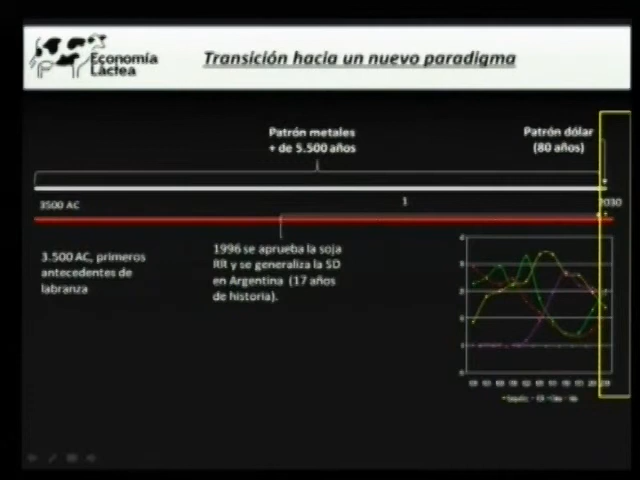 Economía
Láctea
Transición hacia un nuevo paradigma
Patrón metales
+ de 5.500 años
Patrón dólar
(80 años)
3500 AC
1
2030
3.500 AC, primeros
antecedentes de
labranza
1996 se aprueba la soja
RR y se generaliza la SD
en Argentina (17 años
de historia).